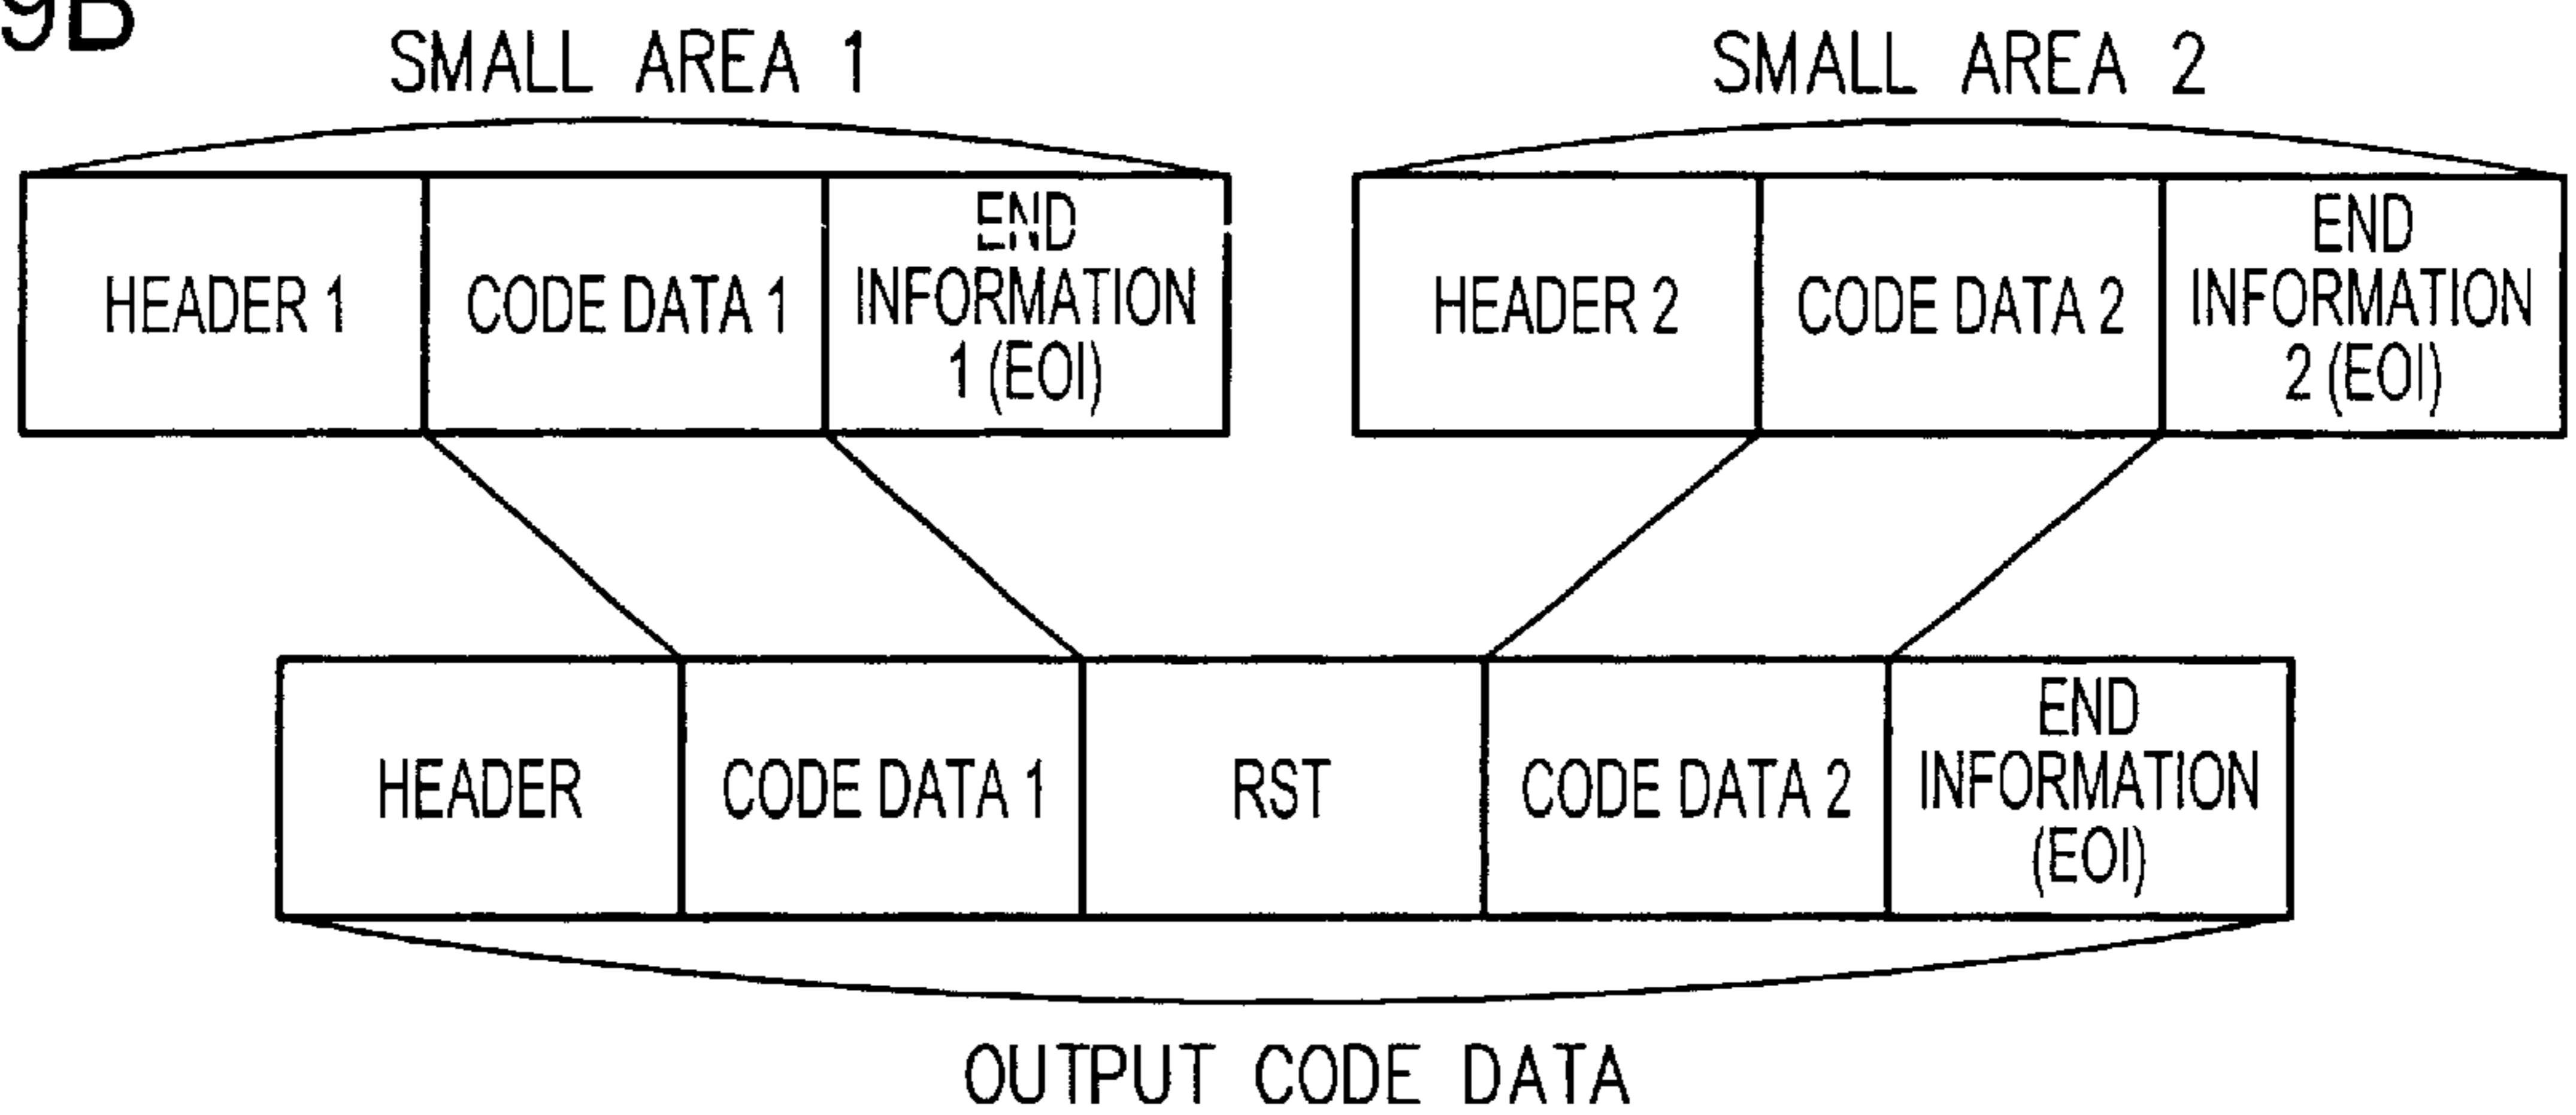 9B
SMALL AREA 1
SMALL AREA 2
HEADER 1
CODE DATA 1
END
INFORMATION
1 (EOI)
HEADER 2
CODE DATA 2
END
INFORMATION
2 (EOI)
HEADER
CODE DATA 1
RST
CODE DATA 2
END
INFORMATION
(EOI)
OUTPUT CODE DATA